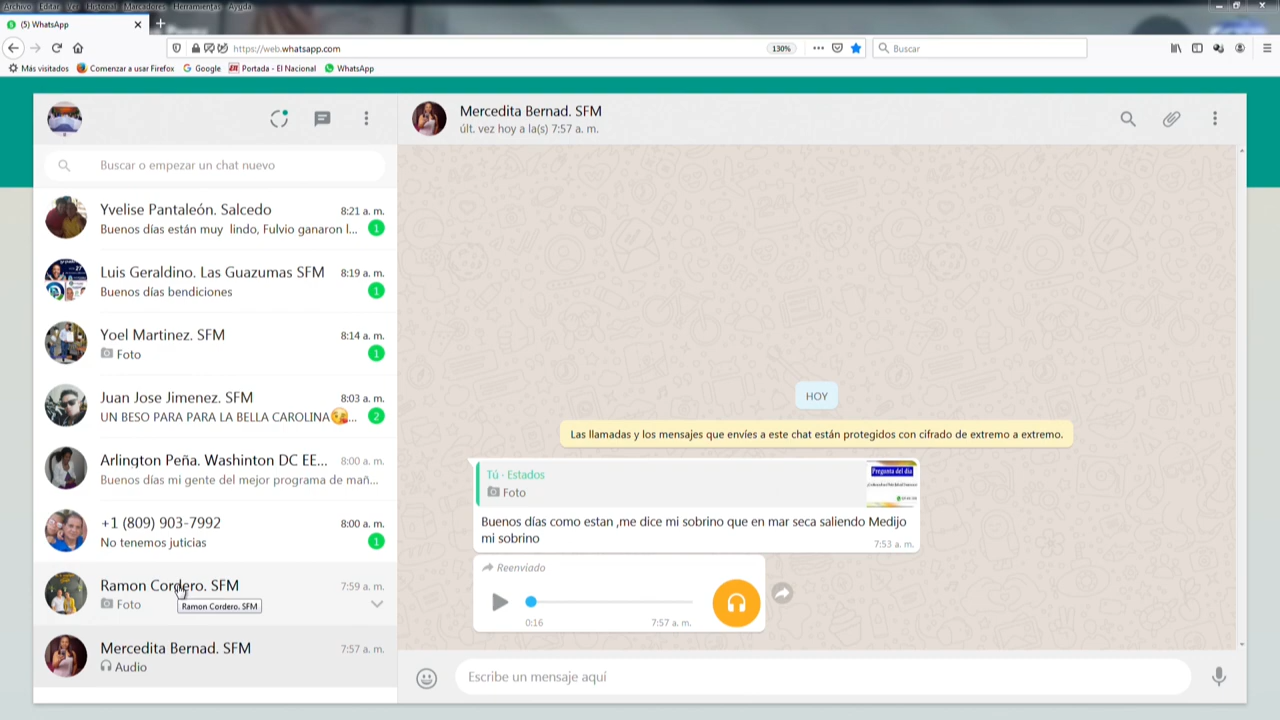 Archivo Editar Ver Historial Marcadores Herramientas Ayuda
(5) WhatsApp
https://web.whatsapp.com
130%
Buscar
Más visitados
Comenzar a usar Firefox
Google
Portada - El Nacional
WhatsApp
Buscar o empezar un chat nuevo
Yvelise Pantaleón. Salcedo
8:21 a. m.
Buenos días están muy lindo, Fulvio ganaron l...
1
Luis Geraldino. Las Guazumas SFM
8:19 a. m.
Buenos días bendiciones
1
Yoel Martinez. SFM
8:14 a. m.
Foto
1
Juan Jose Jimenez. SFM
8:03 a. m.
UN BESO PARA PARA LA BELLA CAROLINA😘...
2
Arlington Peña. Washinton DC EE...
8:00 a. m.
Buenos días mi gente del mejor programa de mañ...
+1 (809) 903-7992
8:00 a. m.
No tenemos juticias
1
Ramon Cordero. SFM
7:59 a. m.
Foto
Ramon Cordero. SFM
Mercedita Bernad. SFM
7:57 a. m.
Audio
Mercedita Bernad. SFM
últ. vez hoy a la(s) 7:57 a. m.
HOY
Las llamadas y los mensajes que envíes a este chat están protegidos con cifrado de extremo a extremo.
Tú · Estados
Foto
Pregunta del dia
Buenos días como estan ,me dice mi sobrino que en mar seca saliendo Medijo
mi sobrino
7:53 a. m.
Reenviado
0:16
7:57 a. m.
Escribe un mensaje aquí